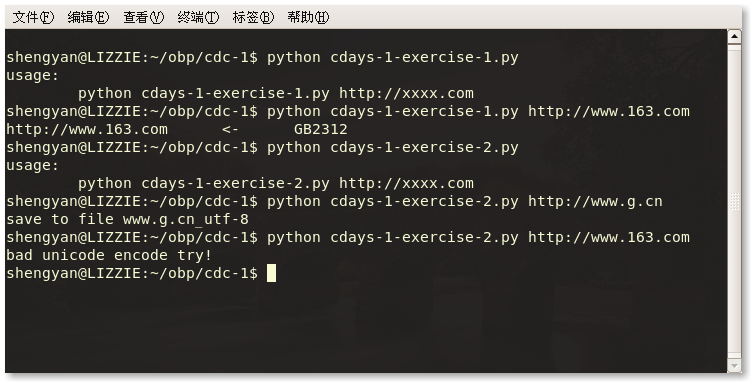 文件(F) 编辑(E) 查看(V) 终端(T) 标签(B) 帮助(H)
shengyan@LIZZIE:~/obp/cdc-1$ python cdays-1-exercise-1.py
usage:
        python cdays-1-exercise-1.py http://xxxx.com
shengyan@LIZZIE:~/obp/cdc-1$ python cdays-1-exercise-1.py http://www.163.com
http://www.163.com      <-      GB2312
shengyan@LIZZIE:~/obp/cdc-1$ python cdays-1-exercise-2.py
usage:
        python cdays-1-exercise-2.py http://xxxx.com
shengyan@LIZZIE:~/obp/cdc-1$ python cdays-1-exercise-2.py http://www.g.cn
save to file www.g.cn_utf-8
shengyan@LIZZIE:~/obp/cdc-1$ python cdays-1-exercise-2.py http://www.163.com
bad unicode encode try!
shengyan@LIZZIE:~/obp/cdc-1$